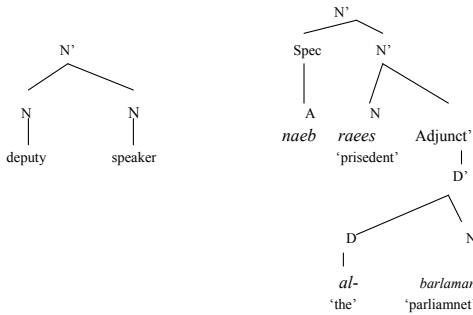 N'
N'
Spec N'
N N
A N
deputy speaker
naeb raees Adjunct'
'prisedent'
D'
D N
al- barlaman
'the' 'parliamnet'